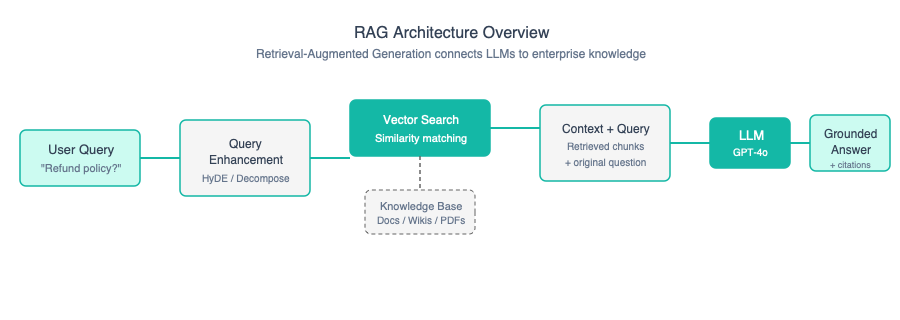 RAG Architecture Overview
Retrieval-Augmented Generation connects LLMs to enterprise knowledge
User Query
"Refund policy?"
Query
Enhancement
HyDE / Decompose
Vector Search
Similarity matching
Knowledge Base
Docs / Wikis / PDFs
Context + Query
Retrieved chunks
+ original question
LLM
GPT-4o
Grounded
Answer
+ citations